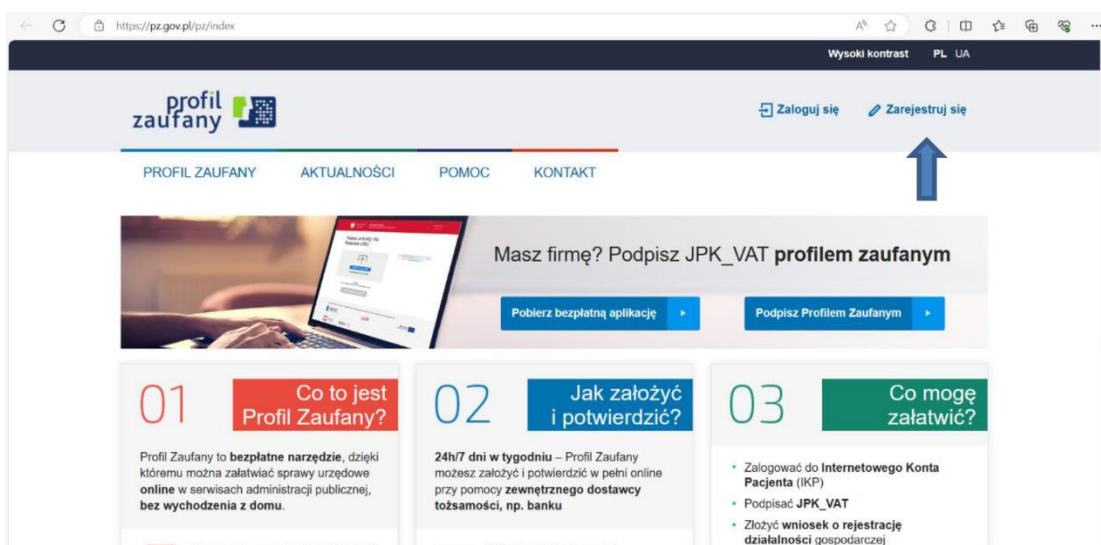 https://pz.gov.pl/pz/index
Wysoki kontrast PL UA
profil
zaufany
Zaloguj się Zarejestruj się
PROFIL ZAUFANY AKTUALNOŚCI POMOC KONTAKT
Masz firmę? Podpisz JPK_VAT profilem zaufanym
Pobierz bezpłatną aplikację
Podpisz Profilem Zaufanym
01
Co to jest
Profil Zaufany?
Profil Zaufany to bezpłatne narzędzie, dzięki
któremu można załatwiać sprawy urzędowe
online w serwisach administracji publicznej,
bez wychodzenia z domu.
02
Jak założyć
i potwierdzić?
24h/7 dni w tygodniu – Profil Zaufany
możesz założyć i potwierdzić w pełni online
przy pomocy zewnętrznego dostawcy
tożsamości, np. banku
03
Co mogę
załatwić?
Zalogować do Internetowego Konta
Pacjenta (IKP)
Podpisać JPK_VAT
Złożyć wniosek o rejestrację
działalności gospodarczej